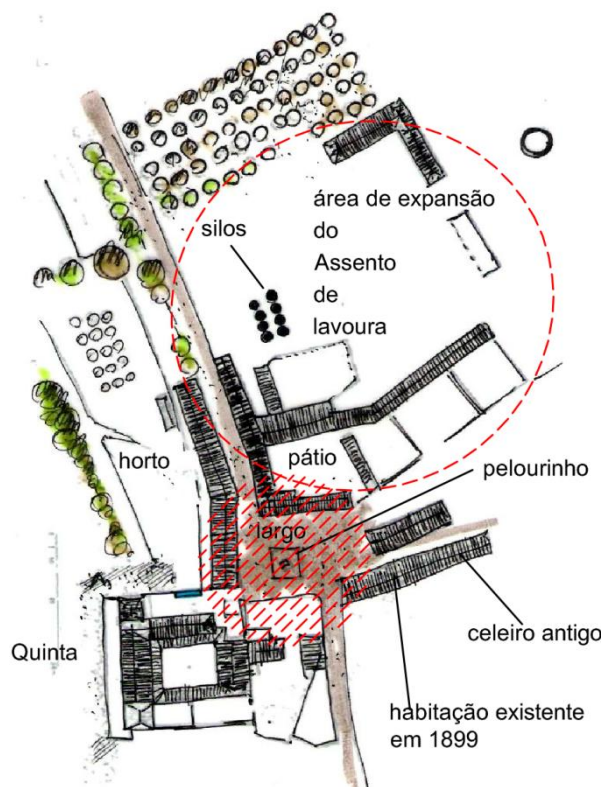 área de expansão
do
Assento
de
lavoura
silos
horto
pátio
pelourinho
largo
celeiro antigo
Quinta
habitação existente
em 1899